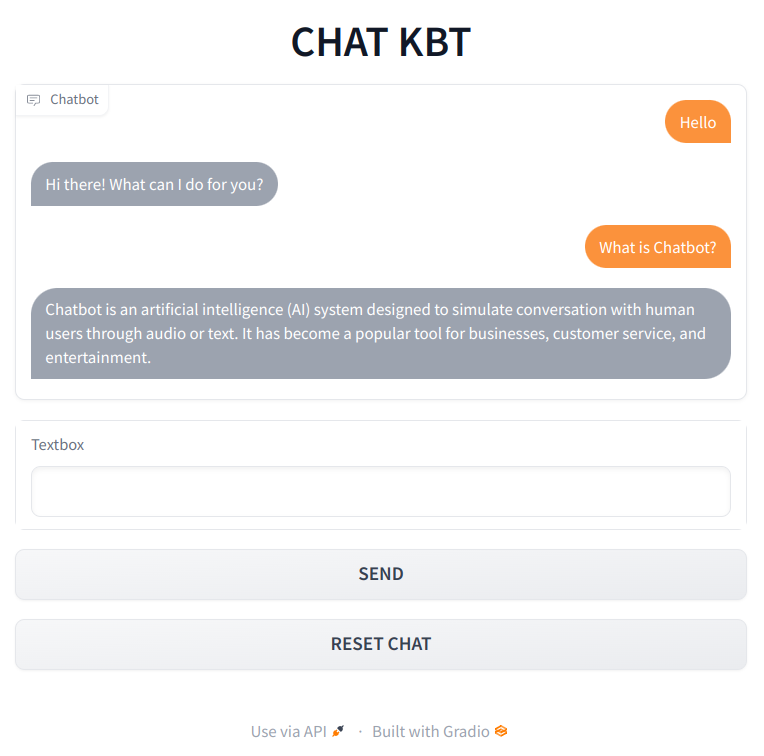 CHAT KBT
Chatbot
Hello
Hi there! What can I do for you?
What is Chatbot?
Chatbot is an artificial intelligence (AI) system designed to simulate conversation with human
users through audio or text. It has become a popular tool for businesses, customer service, and
entertainment.
Textbox
SEND
RESET CHAT
Use via API · Built with Gradio